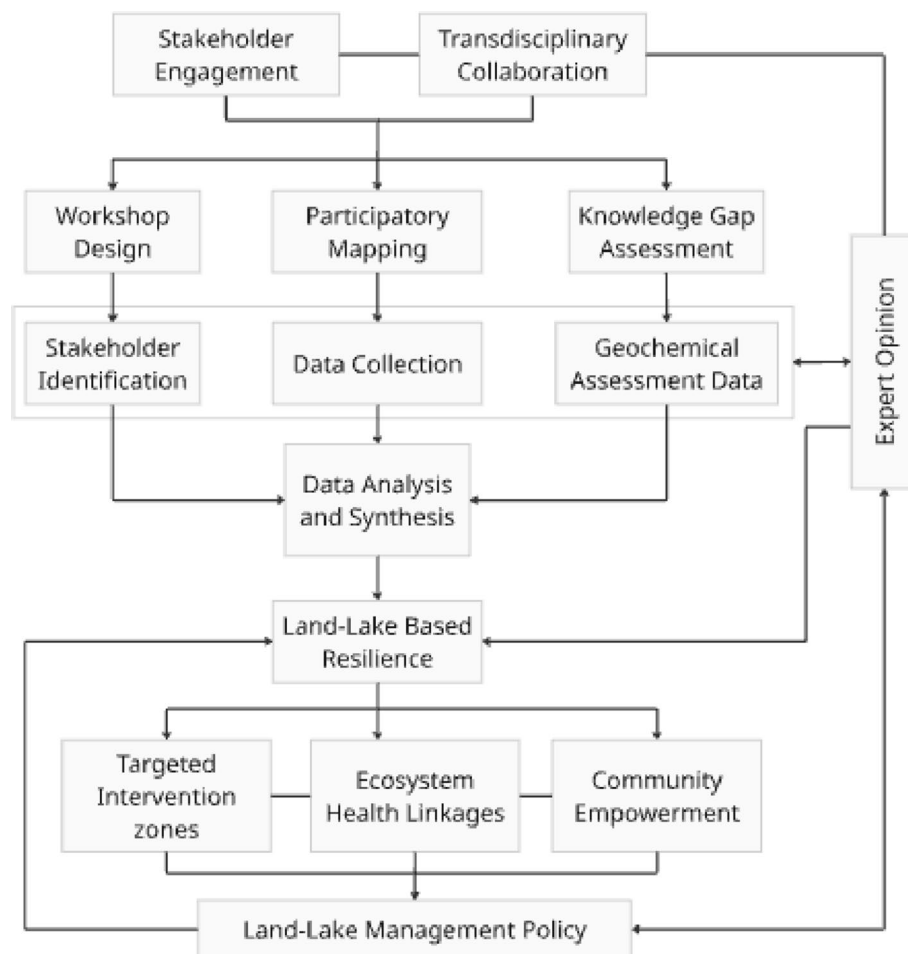 Stakeholder
Engagement
Transdisciplinary
Collaboration
Workshop
Design
Participatory
Mapping
Knowledge Gap
Assessment
Expert Opinion
Stakeholder
Identification
Data Collection
Geochemical
Assessment Data
Data Analysis
and Synthesis
Land-Lake Based
Resilience
Targeted
Intervention
zones
Ecosystem
Health Linkages
Community
Empowerment
Land-Lake Management Policy